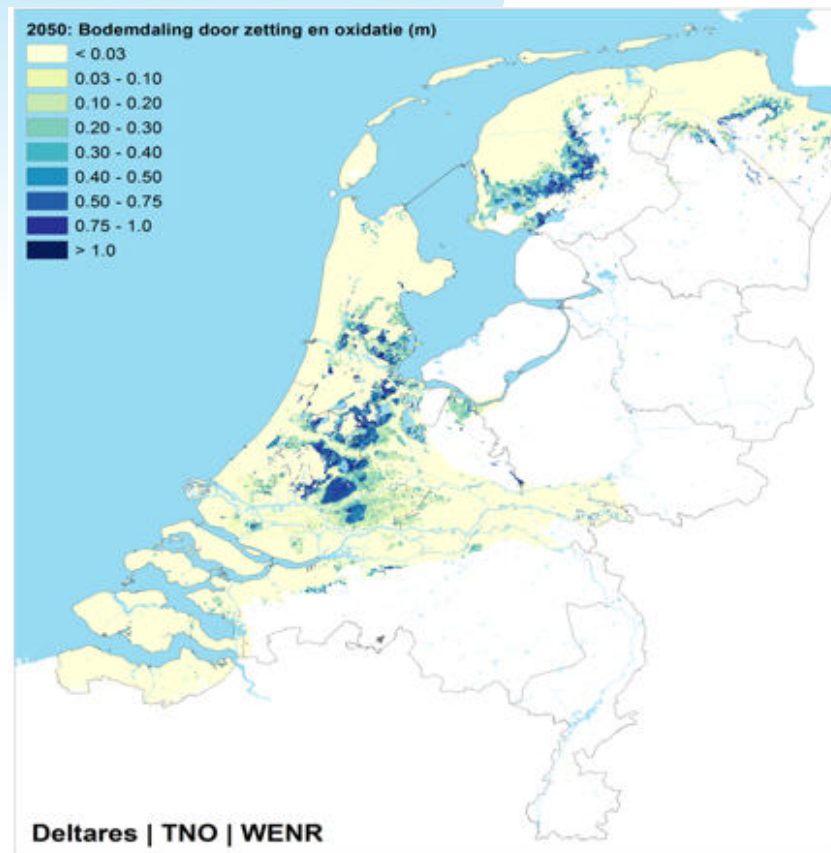 2050: Bodemdaling door zetting en oxidatie (m)
< 0.03
0.03 - 0.10
0.10 - 0.20
0.20 - 0.30
0.30 - 0.40
0.40 - 0.50
0.50 - 0.75
0.75 - 1.0
> 1.0
Deltares | TNO | WENR